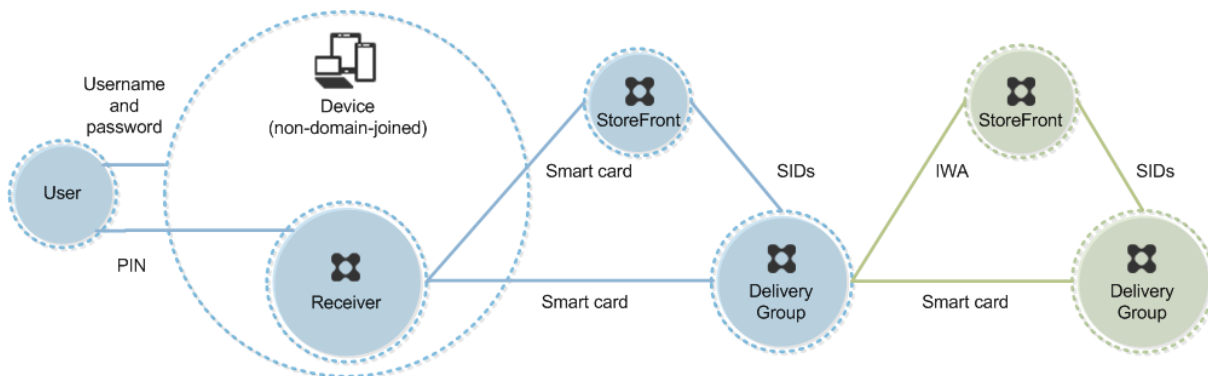 Username
and
password
User
PIN
Device
(non-domain-joined)
Receiver
StoreFront
Smart card
SIDs
Smart card
Delivery
Group
StoreFront
IWA
SIDs
Smart card
Delivery
Group